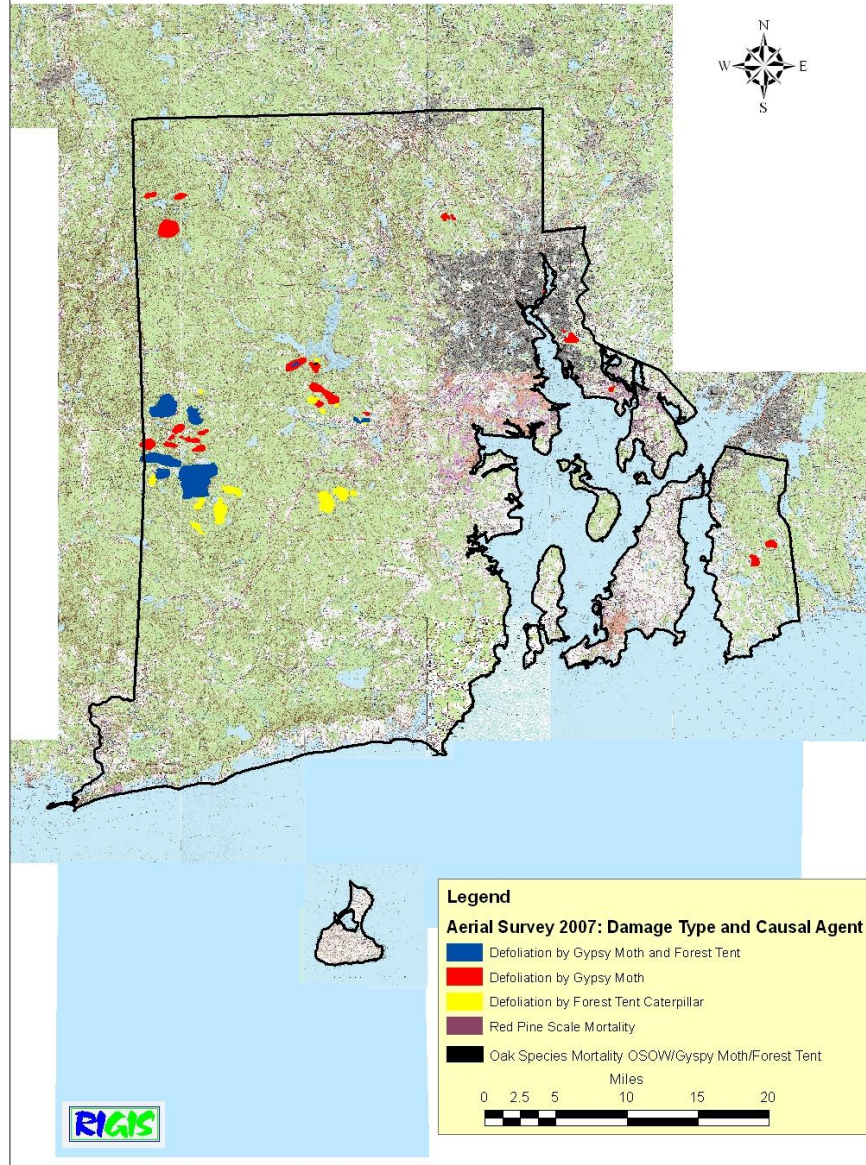 N
W E
S
Legend
Aerial Survey 2007: Damage Type and Causal Agent
Defoliation by Gypsy Moth and Forest Tent
Defoliation by Gypsy Moth
Defoliation by Forest Tent Caterpillar
Red Pine Scale Mortality
Oak Species Mortality OSOW/Gyspy Moth/Forest Tent
Miles
0 2.5 5 10 15 20
RIGIS